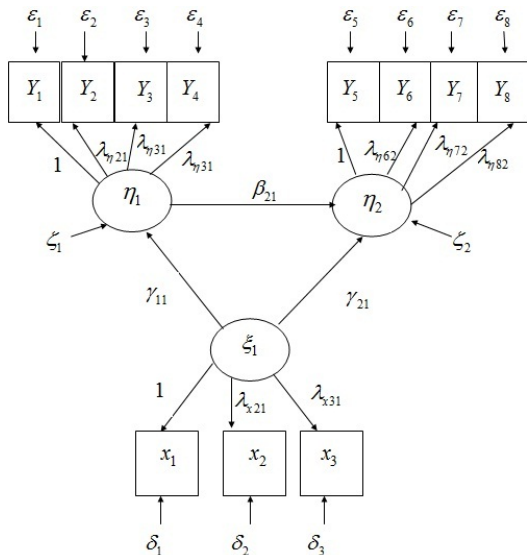 ε₁ ε₂ ε₃ ε₄ ε₅ ε₆ ε₇ ε₈
Y₁ Y₂ Y₃ Y₄ Y₅ Y₆ Y₇ Y₈
1 λη21 λη31 λη31 1 λη62 λη72 λη82
η₁ β₂₁ η₂
ζ₁ ζ₂
γ₁₁ γ₂₁
ξ₁
1 λx21 λx31
x₁ x₂ x₃
δ₁ δ₂ δ₃